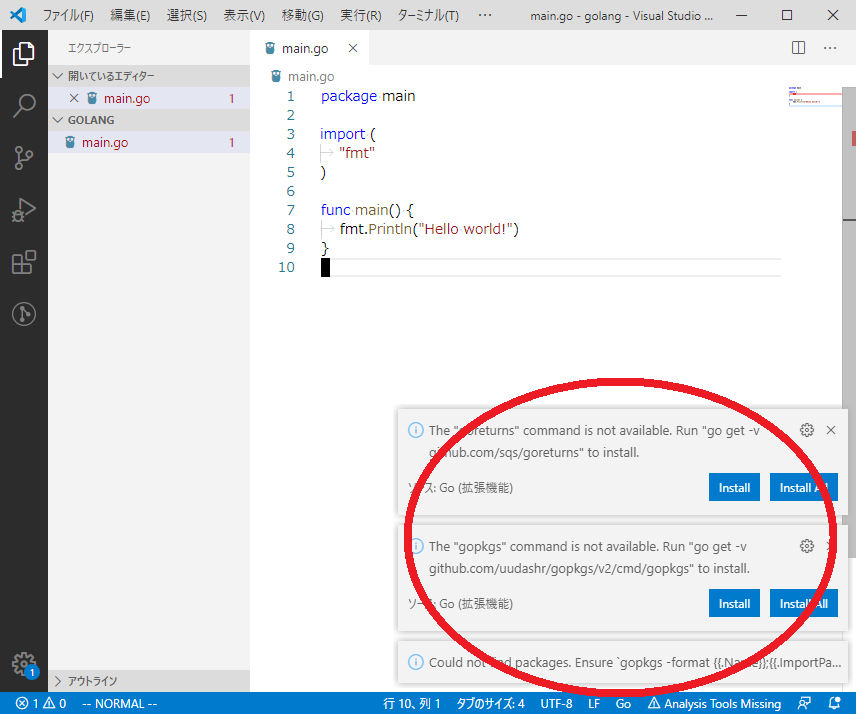 ファイル(F) 編集(E) 選択(S) 表示(V) 移動(G) 実行(R) ターミナル(T) ··· main.go - golang - Visual Studio ...
エクスプローラー
main.go
開いているエディター
main.go 1
GOLANG
main.go 1
main.go
1 package main
2
3 import (
4 "fmt"
5 )
6
7 func main() {
8 fmt.Println("Hello world!")
9 }
10
The "goreturns" command is not available. Run "go get -v
github.com/sqs/goreturns" to install.
ソース: Go (拡張機能)
Install Install All
The "gopkgs" command is not available. Run "go get -v
github.com/uudashr/gopkgs/v2/cmd/gopkgs" to install.
ソース: Go (拡張機能)
Install Install All
Could not find packages. Ensure `gopkgs -format {{.Name}};{{.ImportPa...
1
アウトライン
1 0 -- NORMAL -- 行 10、列 1 タブのサイズ: 4 UTF-8 LF Go Analysis Tools Missing